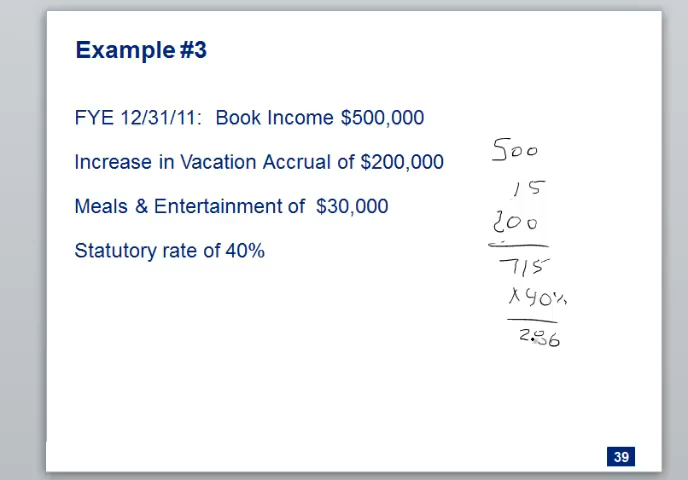 Example #3
FYE 12/31/11: Book Income $500,000
Increase in Vacation Accrual of $200,000
Meals & Entertainment of $30,000
Statutory rate of 40%
500
15
200
715
x40%
286
39